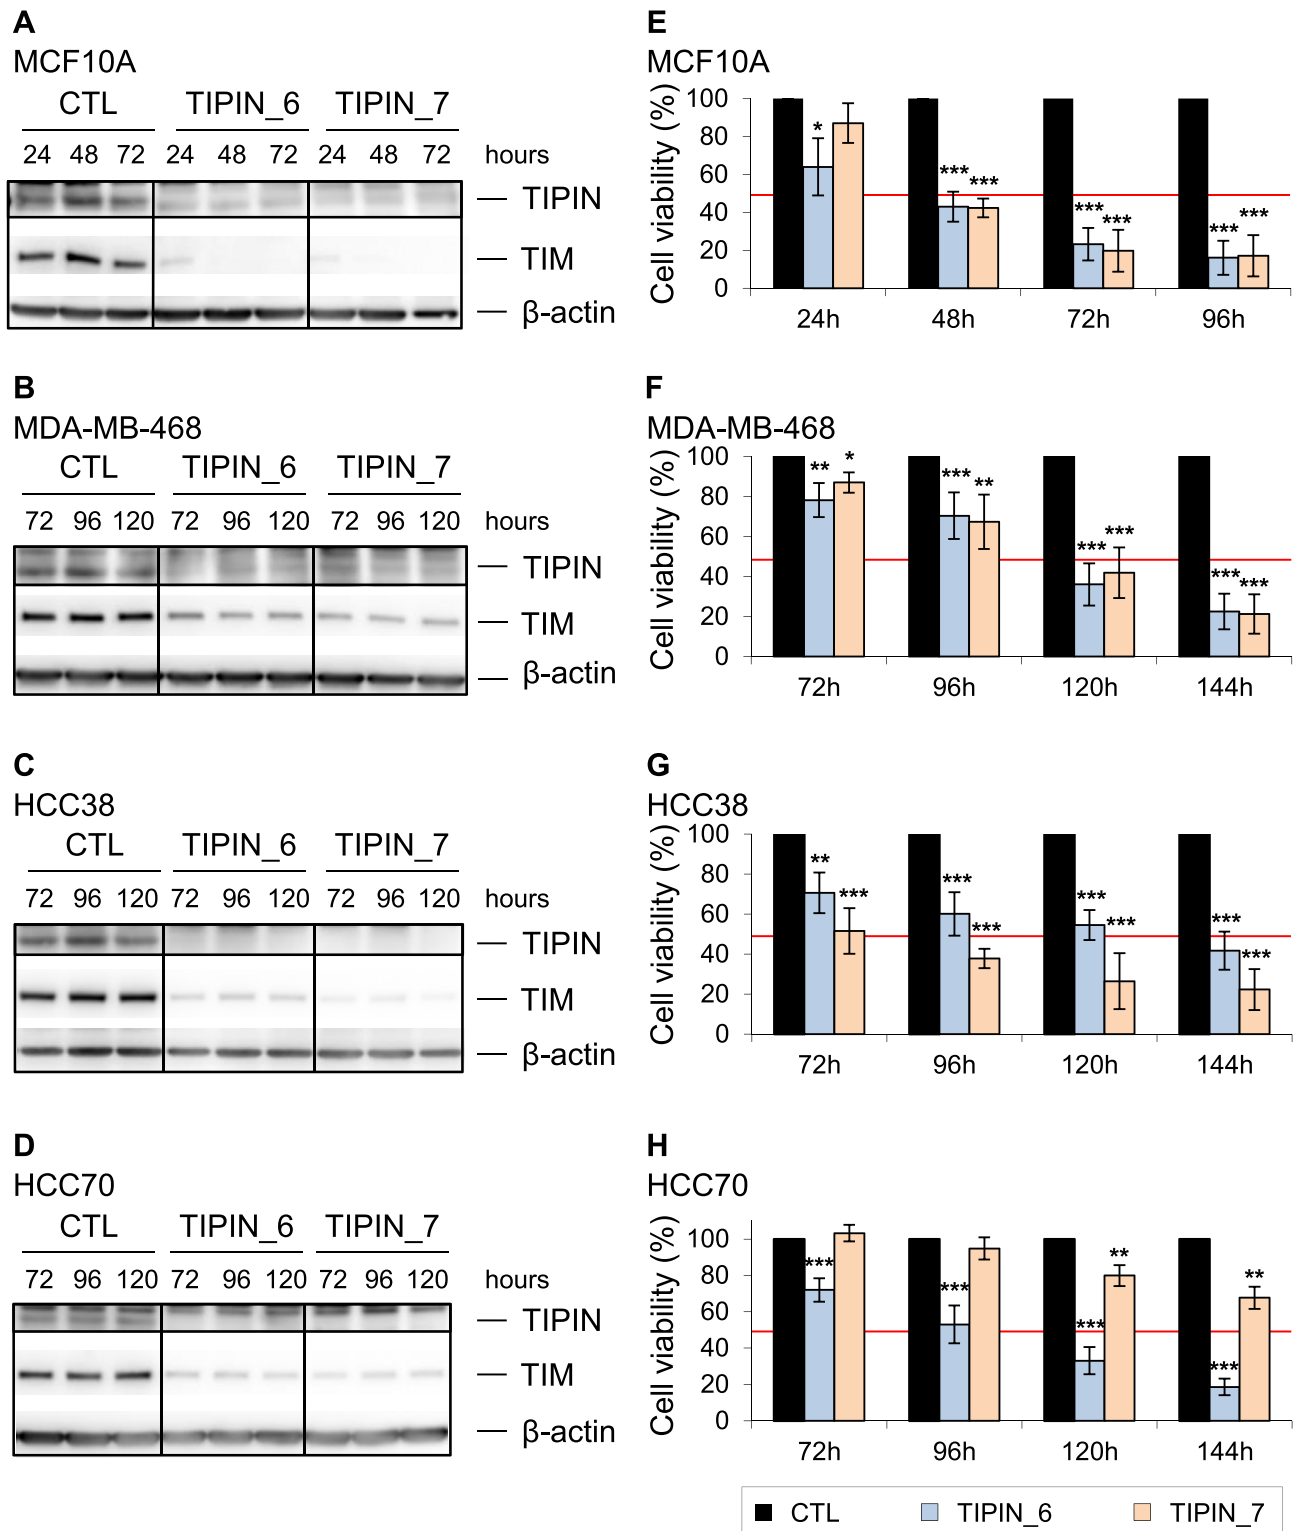 A
MCF10A
CTL TIPIN_6 TIPIN_7
24 48 72 24 48 72 24 48 72 hours
TIPIN
TIM
β-actin
B
MDA-MB-468
CTL TIPIN_6 TIPIN_7
72 96 120 72 96 120 72 96 120 hours
TIPIN
TIM
β-actin
C
HCC38
CTL TIPIN_6 TIPIN_7
72 96 120 72 96 120 72 96 120 hours
TIPIN
TIM
β-actin
D
HCC70
CTL TIPIN_6 TIPIN_7
72 96 120 72 96 120 72 96 120 hours
TIPIN
TIM
β-actin
E
MCF10A
Cell viability (%)
100
80
60
40
20
0
*
*** ***
*** ***
*** ***
24h 48h 72h 96h
F
MDA-MB-468
Cell viability (%)
100
80
60
40
20
0
** *
*** **
*** ***
*** ***
72h 96h 120h 144h
G
HCC38
Cell viability (%)
100
80
60
40
20
0
** ***
*** ***
*** ***
*** ***
72h 96h 120h 144h
H
HCC70
Cell viability (%)
100
80
60
40
20
0
***
***
*** **
*** **
72h 96h 120h 144h
CTL TIPIN_6 TIPIN_7